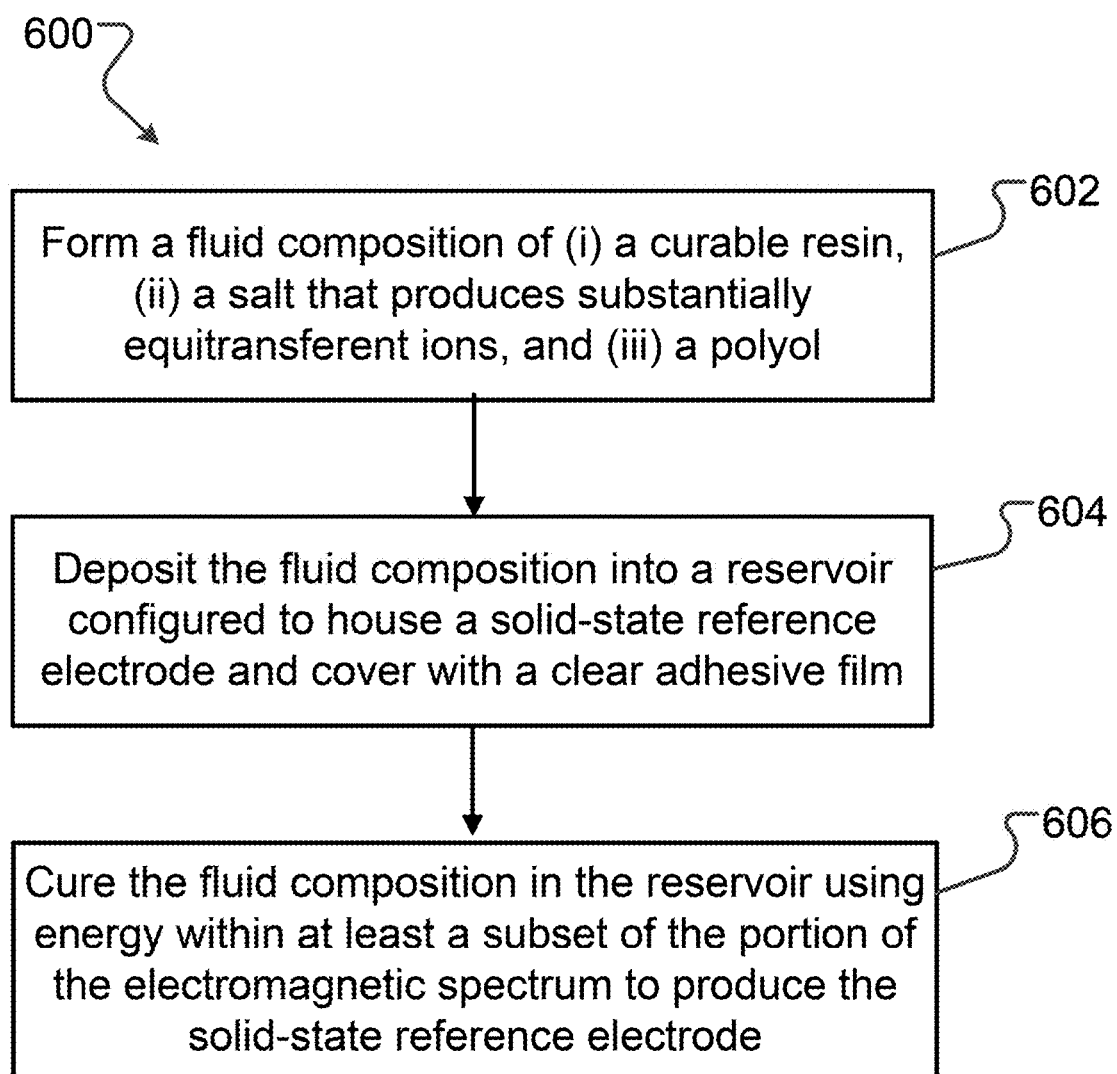 600
602
Form a fluid composition of (i) a curable resin,
(ii) a salt that produces substantially
equitransferent ions, and (iii) a polyol
604
Deposit the fluid composition into a reservoir
configured to house a solid-state reference
electrode and cover with a clear adhesive film
606
Cure the fluid composition in the reservoir using
energy within at least a subset of the portion of
the electromagnetic spectrum to produce the
solid-state reference electrode